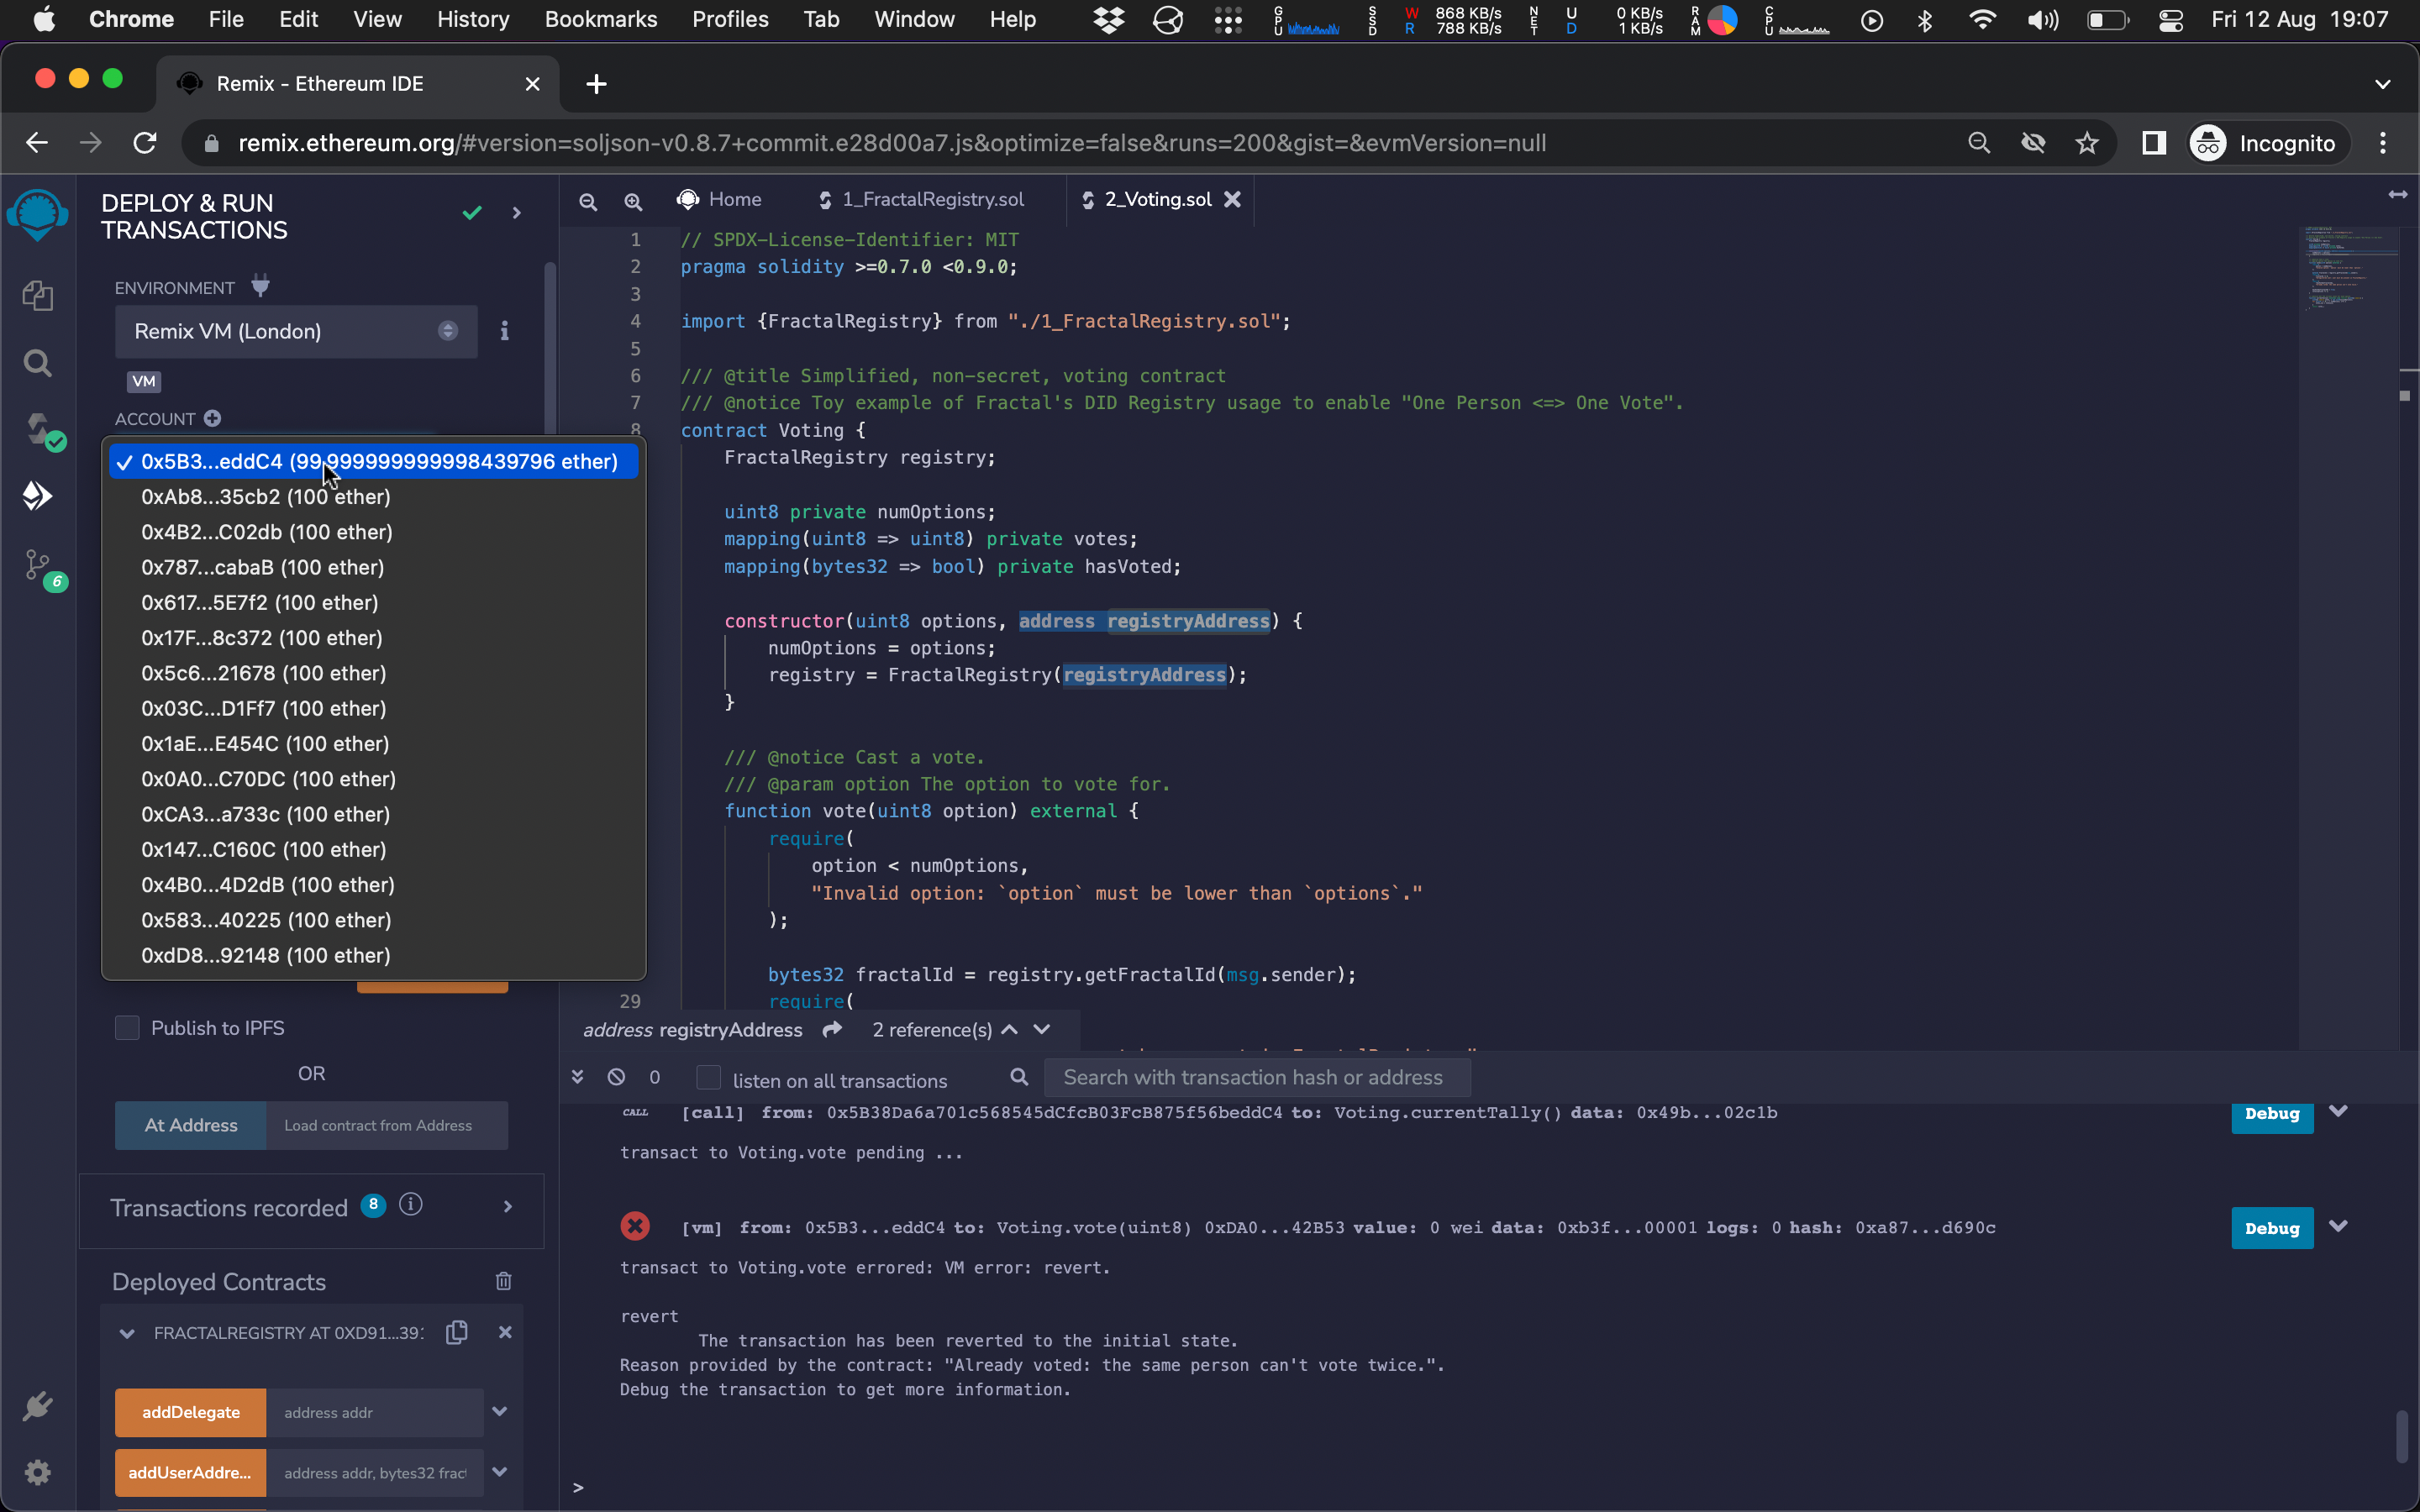 Chrome File Edit View History Bookmarks Profiles Tab Window Help GPU SSD W 868 KB/s R 788 KB/s NET U 0 KB/s D 1 KB/s RAM CPU Fri 12 Aug 19:07
Remix - Ethereum IDE
remix.ethereum.org/#version=soljson-v0.8.7+commit.e28d00a7.js&optimize=false&runs=200&gist=&evmVersion=null Incognito
DEPLOY & RUN
TRANSACTIONS
ENVIRONMENT
Remix VM (London)
VM
ACCOUNT
0x5B3...eddC4 (99.999999999998439796 ether)
0xAb8...35cb2 (100 ether)
0x4B2...C02db (100 ether)
0x787...cabaB (100 ether)
0x617...5E7f2 (100 ether)
0x17F...8c372 (100 ether)
0x5c6...21678 (100 ether)
0x03C...D1Ff7 (100 ether)
0x1aE...E454C (100 ether)
0x0A0...C70DC (100 ether)
0xCA3...a733c (100 ether)
0x147...C160C (100 ether)
0x4B0...4D2dB (100 ether)
0x583...40225 (100 ether)
0xdD8...92148 (100 ether)
6
Publish to IPFS
OR
At Address Load contract from Address
Transactions recorded 8
Deployed Contracts
FRACTALREGISTRY AT 0XD91...39:
addDelegate address addr
addUserAddre... address addr, bytes32 frac
Home 1_FractalRegistry.sol 2_Voting.sol
1 // SPDX-License-Identifier: MIT
2 pragma solidity >=0.7.0 <0.9.0;
3
4 import {FractalRegistry} from "./1_FractalRegistry.sol";
5
6 /// @title Simplified, non-secret, voting contract
7 /// @notice Toy example of Fractal's DID Registry usage to enable "One Person <=> One Vote".
8 contract Voting {
FractalRegistry registry;
uint8 private numOptions;
mapping(uint8 => uint8) private votes;
mapping(bytes32 => bool) private hasVoted;
constructor(uint8 options, address registryAddress) {
numOptions = options;
registry = FractalRegistry(registryAddress);
}
/// @notice Cast a vote.
/// @param option The option to vote for.
function vote(uint8 option) external {
require(
option < numOptions,
"Invalid option: `option` must be lower than `options`."
);
bytes32 fractalId = registry.getFractalId(msg.sender);
29 require(
address registryAddress 2 reference(s)
0 listen on all transactions Search with transaction hash or address
CALL [call] from: 0x5B38Da6a701c568545dCfcB03FcB875f56beddC4 to: Voting.currentTally() data: 0x49b...02c1b Debug
transact to Voting.vote pending ...
[vm] from: 0x5B3...eddC4 to: Voting.vote(uint8) 0xDA0...42B53 value: 0 wei data: 0xb3f...00001 logs: 0 hash: 0xa87...d690c Debug
transact to Voting.vote errored: VM error: revert.
revert
The transaction has been reverted to the initial state.
Reason provided by the contract: "Already voted: the same person can't vote twice.".
Debug the transaction to get more information.
>